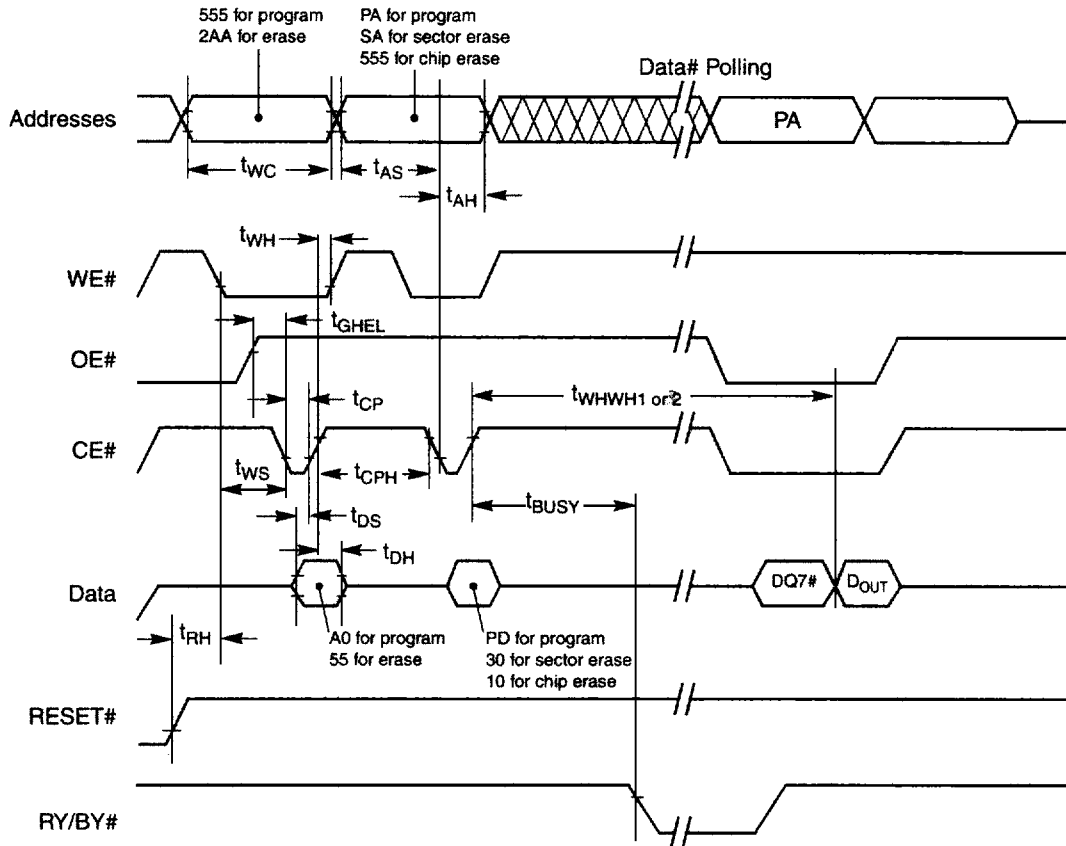 555 for program
2AA for erase
PA for program
SA for sector erase
555 for chip erase
Data# Polling
Addresses
PA
tWC
tAS
tAH
tWH
WE#
tGHEL
OE#
tCP
tWHWH1 or 2
CE#
tWS
tCPH
tBUSY
tDS
tDH
Data
DQ7#
DOUT
tRH
A0 for program
55 for erase
PD for program
30 for sector erase
10 for chip erase
RESET#
RY/BY#